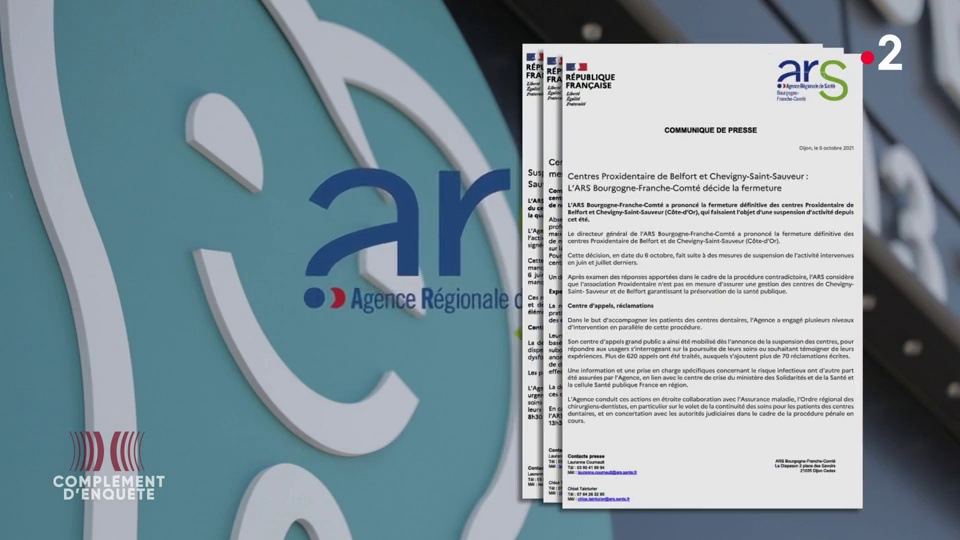 2
RÉPUBLIQUE
FRANÇAISE
Liberté
Égalité
Fraternité
ars
Agence Régionale de Santé
Bourgogne-
Franche-Comté
COMMUNIQUE DE PRESSE
Dijon, le 6 octobre 2021
Centres Proxidentaire de Belfort et Chevigny-Saint-Sauveur :
L'ARS Bourgogne-Franche-Comté décide la fermeture
L'ARS Bourgogne-Franche-Comté a prononcé la fermeture définitive des centres Proxidentaire de
Belfort et Chevigny-Saint-Sauveur (Côte-d'Or), qui faisaient l'objet d'une suspension d'activité depuis
cet été.
Le directeur général de l'ARS Bourgogne-Franche-Comté a prononcé la fermeture définitive des
centres Proxidentaire de Belfort et de Chevigny-Saint-Sauveur (Côte-d'Or).
Cette décision, en date du 6 octobre, fait suite à des mesures de suspension de l'activité intervenues
en juin et juillet derniers.
Après examen des réponses apportées dans le cadre de la procédure contradictoire, l'ARS considère
que l'association Proxidentaire n'est pas en mesure d'assurer une gestion des centres de Chevigny-
Saint- Sauveur et de Belfort garantissant la préservation de la santé publique.
Centre d'appels, réclamations
Dans le but d'accompagner les patients des centres dentaires, l'Agence a engagé plusieurs niveaux
d'intervention en parallèle de cette procédure.
Son centre d'appels grand public a ainsi été mobilisé dès l'annonce de la suspension des centres, pour
répondre aux usagers s'interrogeant sur la poursuite de leurs soins ou souhaitant témoigner de leurs
expériences. Plus de 620 appels ont été traités, auxquels s'ajoutent plus de 70 réclamations écrites.
Une information et une prise en charge spécifiques concernant le risque infectieux ont d'autre part
été assurées par l'Agence, en lien avec le centre de crise du ministère des Solidarités et de la Santé et
la cellule Santé publique France en région.
L'Agence conduit ces actions en étroite collaboration avec l'Assurance maladie, l'Ordre régional des
chirurgiens-dentistes, en particulier sur le volet de la continuité des soins pour les patients des centres
dentaires, et en concertation avec les autorités judiciaires dans le cadre de la procédure pénale en
cours.
Contacts presse
ARS Bourgogne-Franche-Comté
Le Diapason 2 place des Savoirs
21035 Dijon Cedex
ar
Agence Régionale d
COMPLÉMENT
D'ENQUÊTE